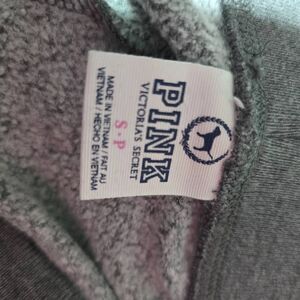 PINK
VICTORIA'S SECRET
S·P
MADE IN VIETNAM / FAIT AU
VIETNAM / HECHO EN VIETNAM